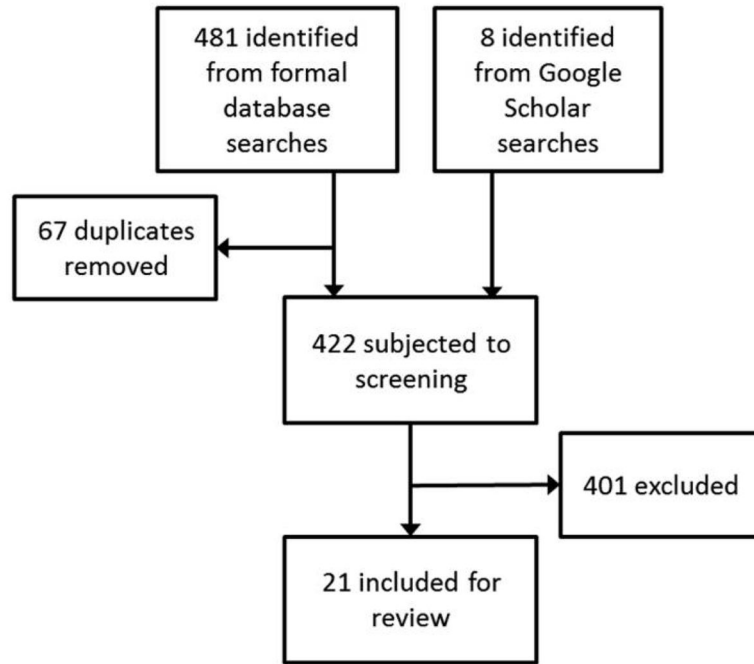 481 identified
from formal
database
searches
8 identified
from Google
Scholar
searches
67 duplicates
removed
422 subjected to
screening
401 excluded
21 included for
review